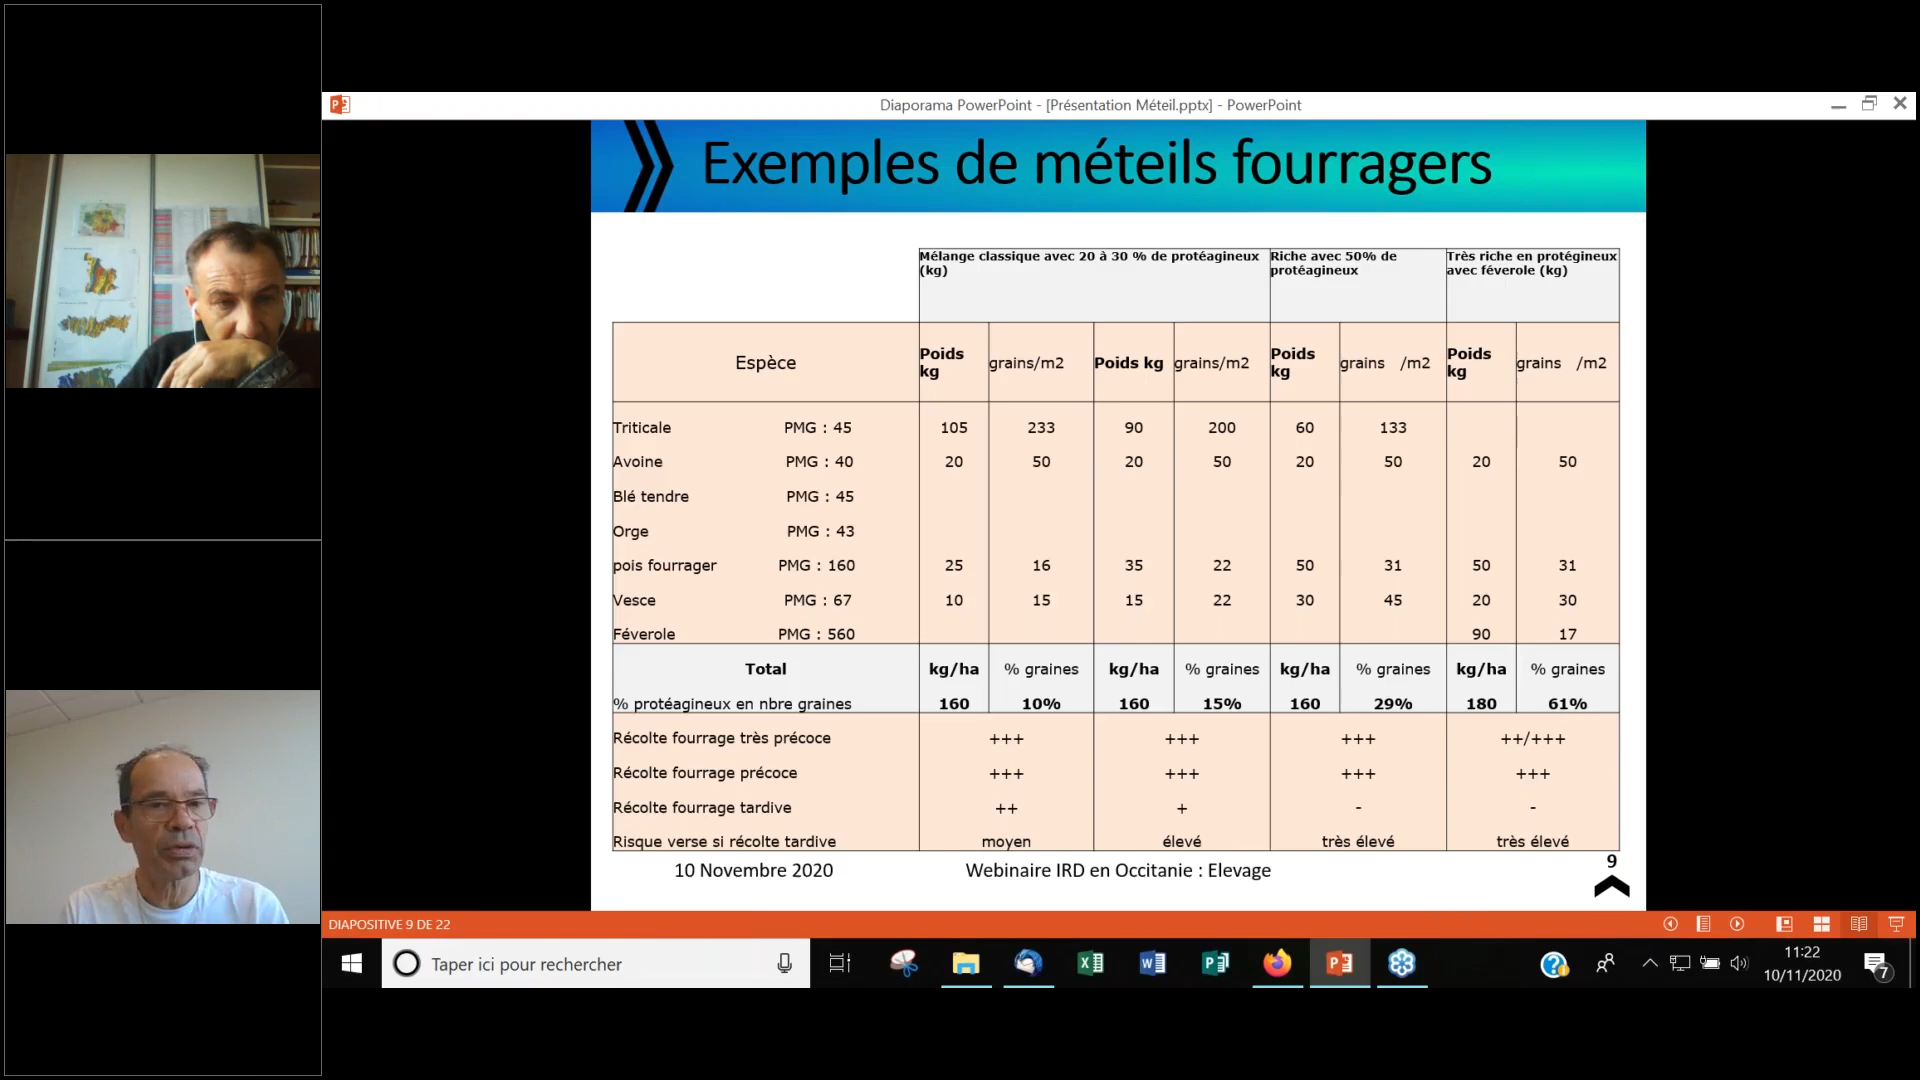 Diaporama PowerPoint - [Présentation Méteil.pptx] - PowerPoint
Exemples de méteils fourragers
Mélange classique avec 20 à 30 % de protéagineux (kg)
Riche avec 50% de protéagineux
Très riche en protégineux avec féverole (kg)
Espèce Poids kg grains/m2 Poids kg grains/m2 Poids kg grains /m2 Poids kg grains /m2
Triticale PMG : 45 105 233 90 200 60 133
Avoine PMG : 40 20 50 20 50 20 50 20 50
Blé tendre PMG : 45
Orge PMG : 43
pois fourrager PMG : 160 25 16 35 22 50 31 50 31
Vesce PMG : 67 10 15 15 22 30 45 20 30
Féverole PMG : 560 90 17
Total kg/ha % graines kg/ha % graines kg/ha % graines kg/ha % graines
% protéagineux en nbre graines 160 10% 160 15% 160 29% 180 61%
Récolte fourrage très précoce +++ +++ +++ ++/+++
Récolte fourrage précoce +++ +++ +++ +++
Récolte fourrage tardive ++ + - -
Risque verse si récolte tardive moyen élevé très élevé très élevé
10 Novembre 2020 Webinaire IRD en Occitanie : Elevage 9
DIAPOSITIVE 9 DE 22
Taper ici pour rechercher
11:22
10/11/2020
7